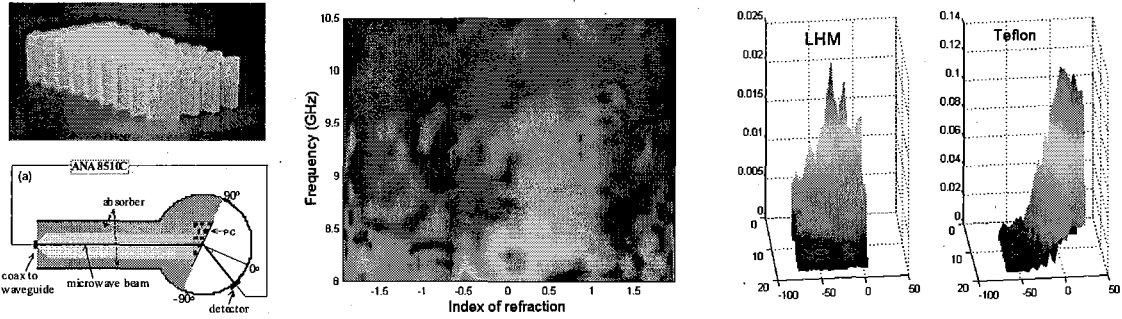 (a)
ANA 8510C
absorber
90º
PC
0º
-90º
coax to
waveguide
microwave beam
detector
Frequency (GHz)
10.5
10
9.5
9
8.5
8
-1.5
-1
-0.5
0
0.5
1
1.5
Index of refraction
LHM
0.025
0.02
0.015
0.01
0.005
0
10
20
-100
-50
0
50
Teflon
0.14
0.12
0.1
0.08
0.06
0.04
0.02
0
10
20
-100
-50
0
50